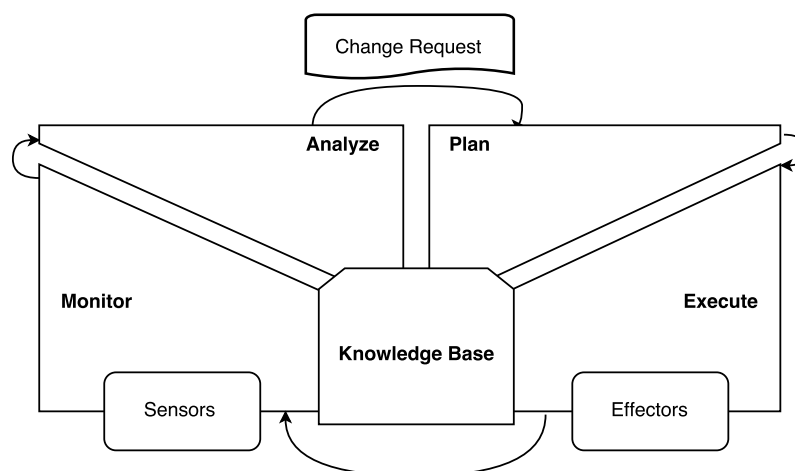 Change Request
Analyze
Plan
Monitor
Execute
Knowledge Base
Sensors
Effectors